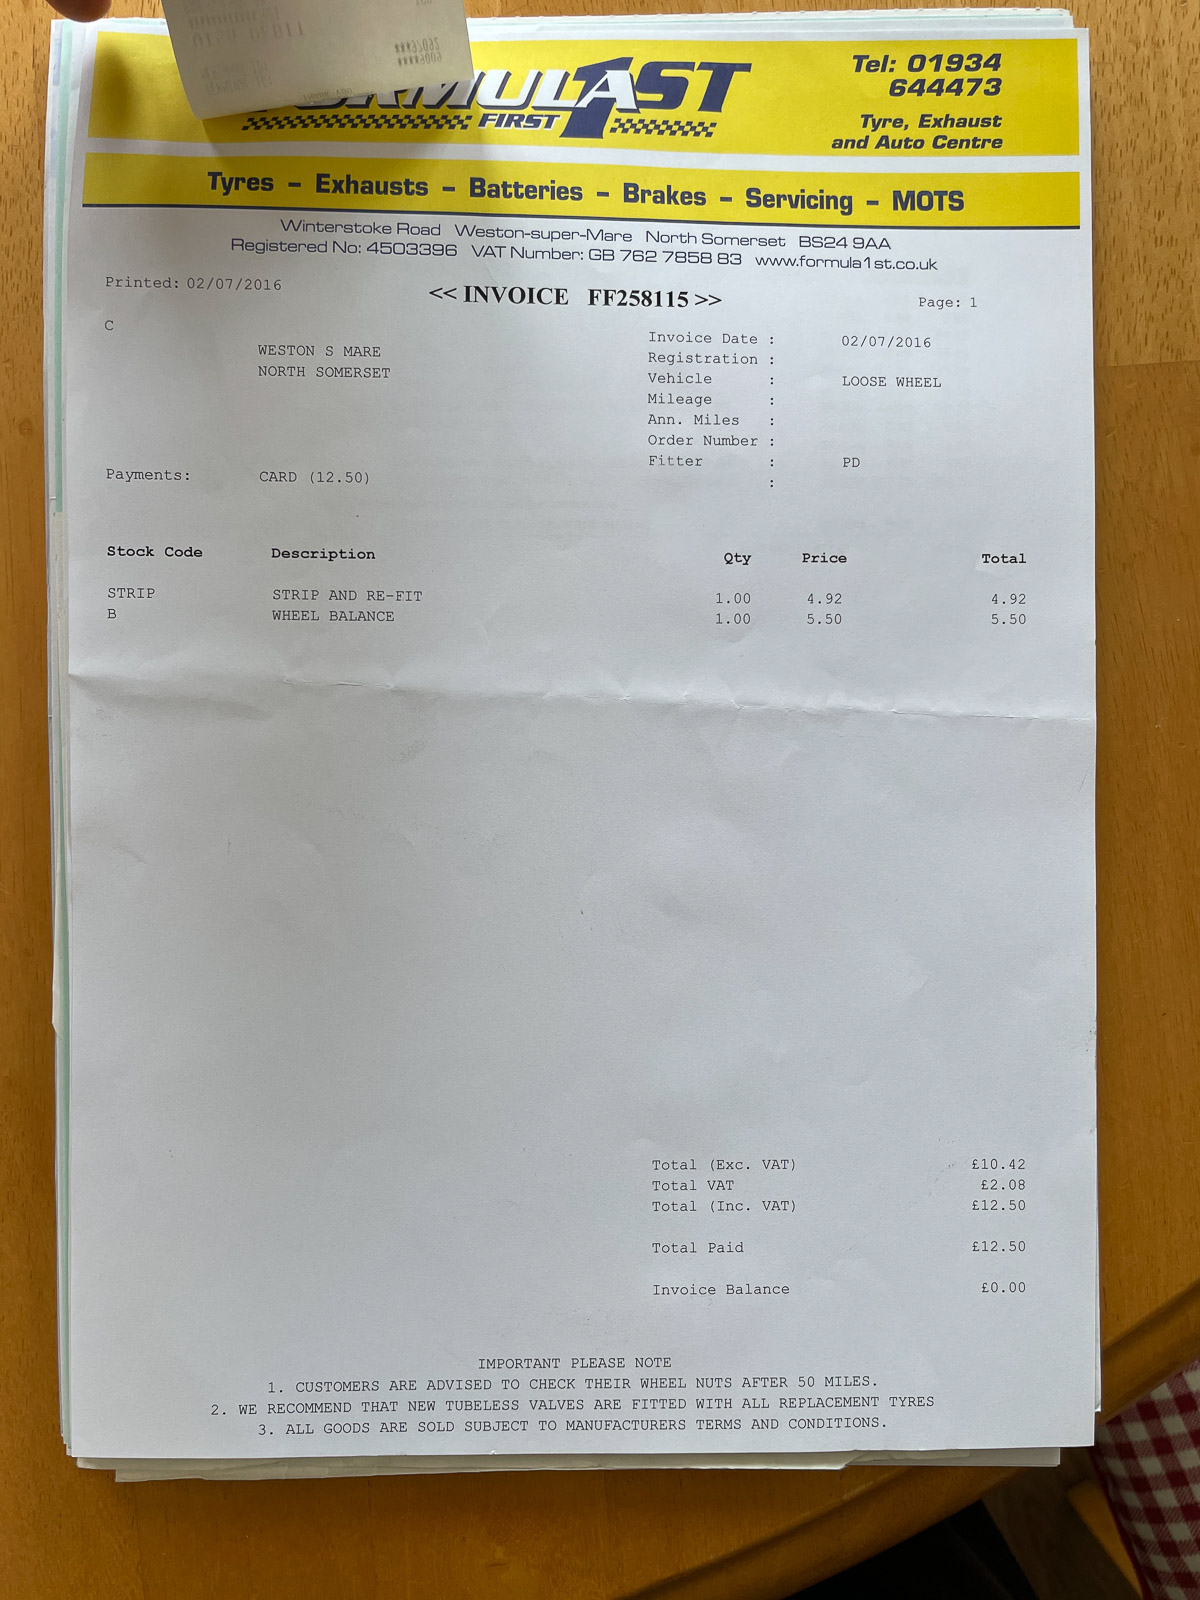 FORMULA1ST
FIRST
Tel: 01934
644473
Tyre, Exhaust
and Auto Centre
Tyres – Exhausts – Batteries – Brakes – Servicing – MOTS
Winterstoke Road Weston-super-Mare North Somerset BS24 9AA
Registered No: 4503396 VAT Number: GB 762 7858 83 www.formula1st.co.uk
Printed: 02/07/2016
<< INVOICE FF258115 >>
Page: 1
C
WESTON S MARE
NORTH SOMERSET
Invoice Date : 02/07/2016
Registration :
Vehicle : LOOSE WHEEL
Mileage :
Ann. Miles :
Order Number :
Fitter : PD
:
Payments: CARD (12.50)
Stock Code Description Qty Price Total
STRIP STRIP AND RE-FIT 1.00 4.92 4.92
B WHEEL BALANCE 1.00 5.50 5.50
Total (Exc. VAT) £10.42
Total VAT £2.08
Total (Inc. VAT) £12.50
Total Paid £12.50
Invoice Balance £0.00
IMPORTANT PLEASE NOTE
1. CUSTOMERS ARE ADVISED TO CHECK THEIR WHEEL NUTS AFTER 50 MILES.
2. WE RECOMMEND THAT NEW TUBELESS VALVES ARE FITTED WITH ALL REPLACEMENT TYRES
3. ALL GOODS ARE SOLD SUBJECT TO MANUFACTURERS TERMS AND CONDITIONS.